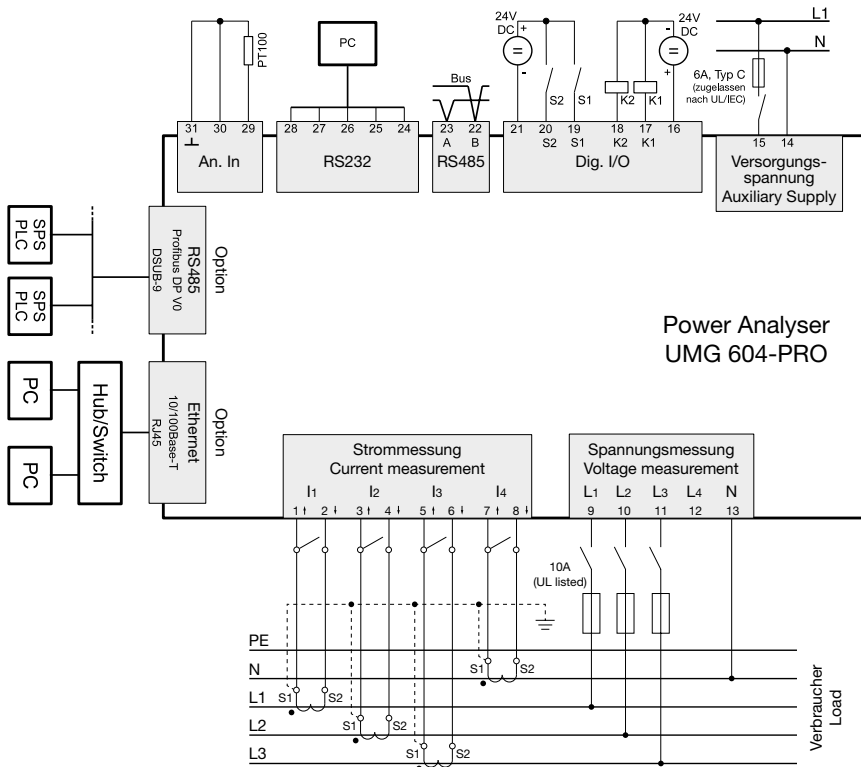 24V
DC
+
-
24V
DC
-
+
L1
N
PT100
PC
Bus
S2
S1
K2
K1
6A, Typ C
(zugelassen
nach UL/IEC)
31
30
29
28
27
26
25
24
23
22
21
20
19
18
17
16
15
14
A
B
S2
S1
K2
K1
An. In
RS232
RS485
Dig. I/O
Versorgungs-
spannung
Auxiliary Supply
SPS
PLC
SPS
PLC
RS485
Profibus DP V0
DSUB-9
Option
Power Analyser
UMG 604-PRO
PC
PC
Hub/Switch
Ethernet
10/100Base-T
RJ45
Option
Strommessung
Current measurement
I1
I2
I3
I4
1
2
3
4
5
6
7
8
Spannungsmessung
Voltage measurement
L1
L2
L3
L4
N
9
10
11
12
13
10A
(UL listed)
PE
N
L1
L2
L3
S1
S2
S1
S2
S1
S2
S1
S2
Verbraucher
Load